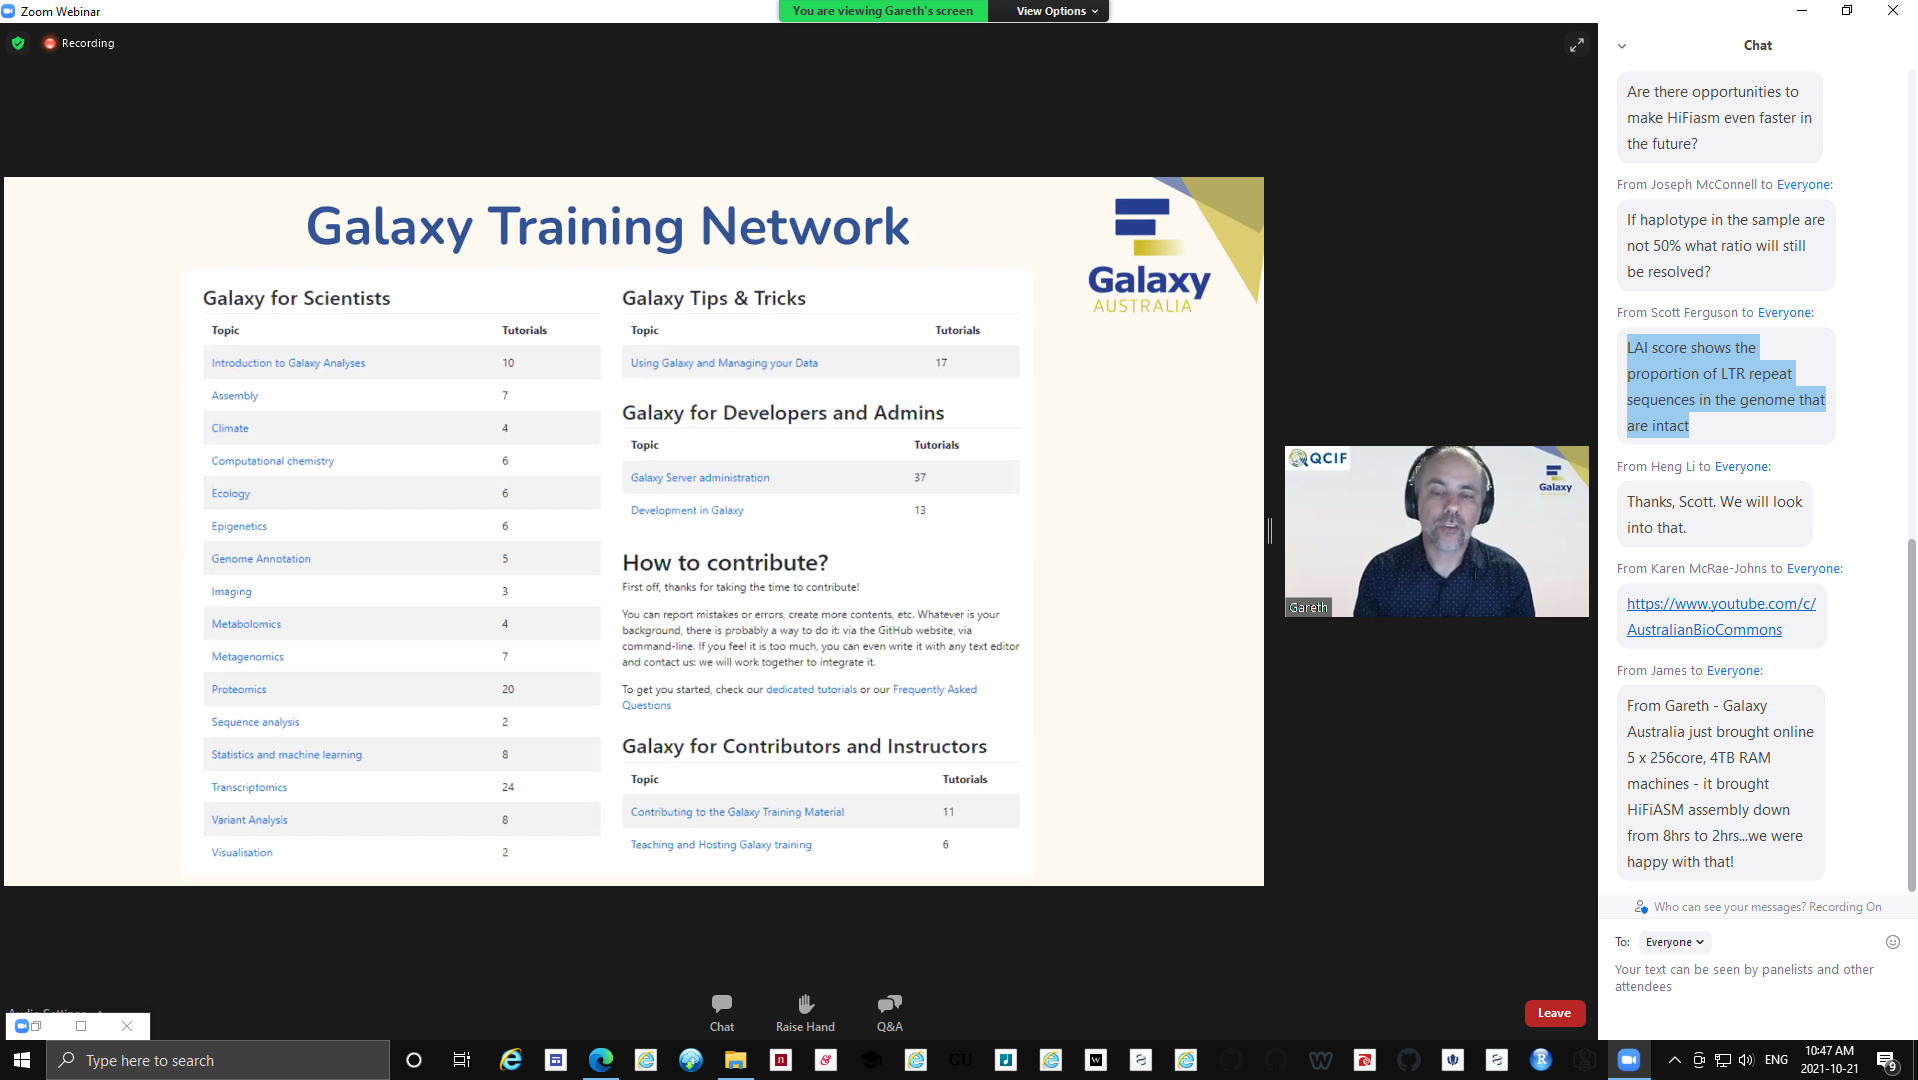 Zoom Webinar
You are viewing Gareth's screen
View Options
Recording
Galaxy Training Network
Galaxy
AUSTRALIA
Galaxy for Scientists
Topic Tutorials
Introduction to Galaxy Analyses 10
Assembly 7
Climate 4
Computational chemistry 6
Ecology 6
Epigenetics 6
Genome Annotation 5
Imaging 3
Metabolomics 4
Metagenomics 7
Proteomics 20
Sequence analysis 2
Statistics and machine learning 8
Transcriptomics 24
Variant Analysis 8
Visualisation 2
Galaxy Tips & Tricks
Topic Tutorials
Using Galaxy and Managing your Data 17
Galaxy for Developers and Admins
Topic Tutorials
Galaxy Server administration 37
Development in Galaxy 13
How to contribute?
First off, thanks for taking the time to contribute!
You can report mistakes or errors, create more contents, etc. Whatever is your
background, there is probably a way to do it: via the GitHub website, via
command-line. If you feel it is too much, you can even write it with any text editor
and contact us: we will work together to integrate it.
To get you started, check our dedicated tutorials or our Frequently Asked
Questions
Galaxy for Contributors and Instructors
Topic Tutorials
Contributing to the Galaxy Training Material 11
Teaching and Hosting Galaxy training 6
QCIF
Galaxy
Gareth
Chat
Are there opportunities to
make HiFiasm even faster in
the future?
From Joseph McConnell to Everyone:
If haplotype in the sample are
not 50% what ratio will still
be resolved?
From Scott Ferguson to Everyone:
LAI score shows the
proportion of LTR repeat
sequences in the genome that
are intact
From Heng Li to Everyone:
Thanks, Scott. We will look
into that.
From Karen McRae-Johns to Everyone:
https://www.youtube.com/c/
AustralianBioCommons
From James to Everyone:
From Gareth - Galaxy
Australia just brought online
5 x 256core, 4TB RAM
machines - it brought
HiFiASM assembly down
from 8hrs to 2hrs...we were
happy with that!
Who can see your messages? Recording On
To: Everyone
Your text can be seen by panelists and other
attendees
Chat
Raise Hand
Q&A
Leave
Type here to search
GU
ENG
10:47 AM
2021-10-21
9